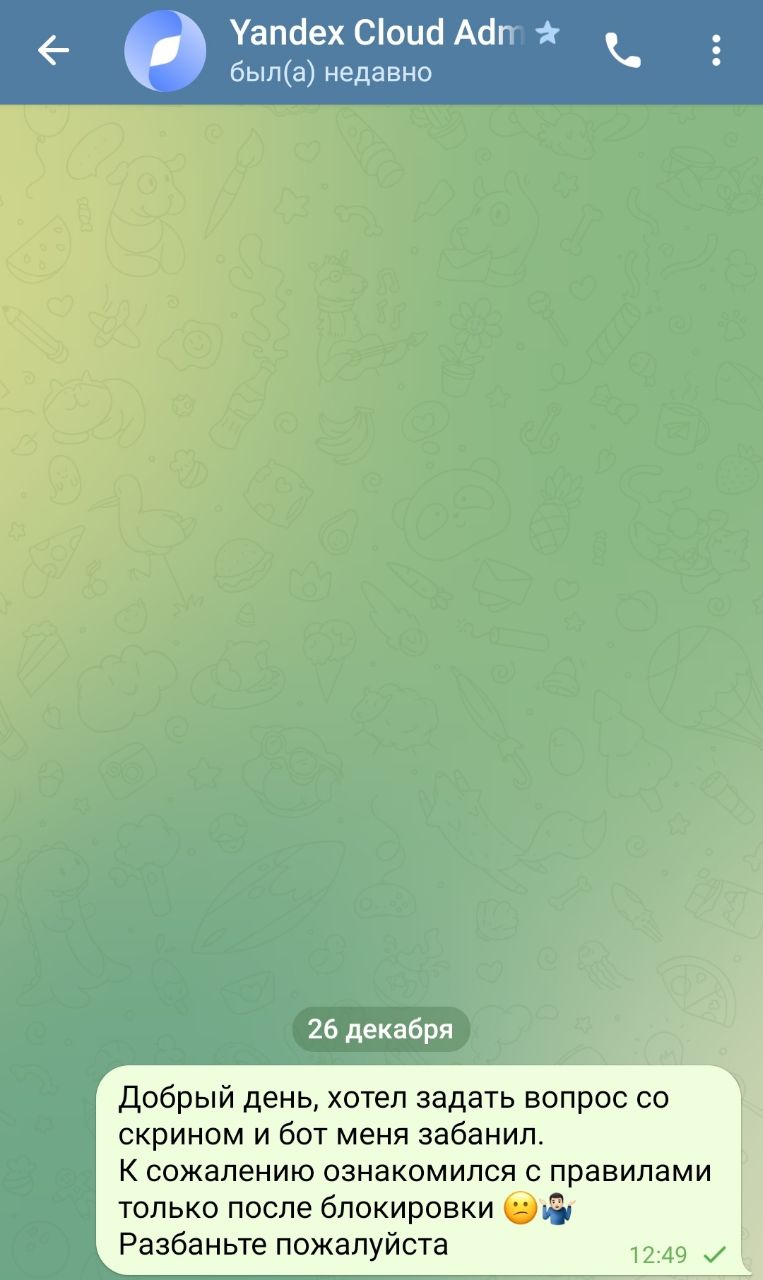 Yandex Cloud Adm
был(а) недавно
26 декабря
Добрый день, хотел задать вопрос со
скрином и бот меня забанил.
К сожалению ознакомился с правилами
только после блокировки 😕🤷🏻‍♂️
Разбаньте пожалуйста
12:49